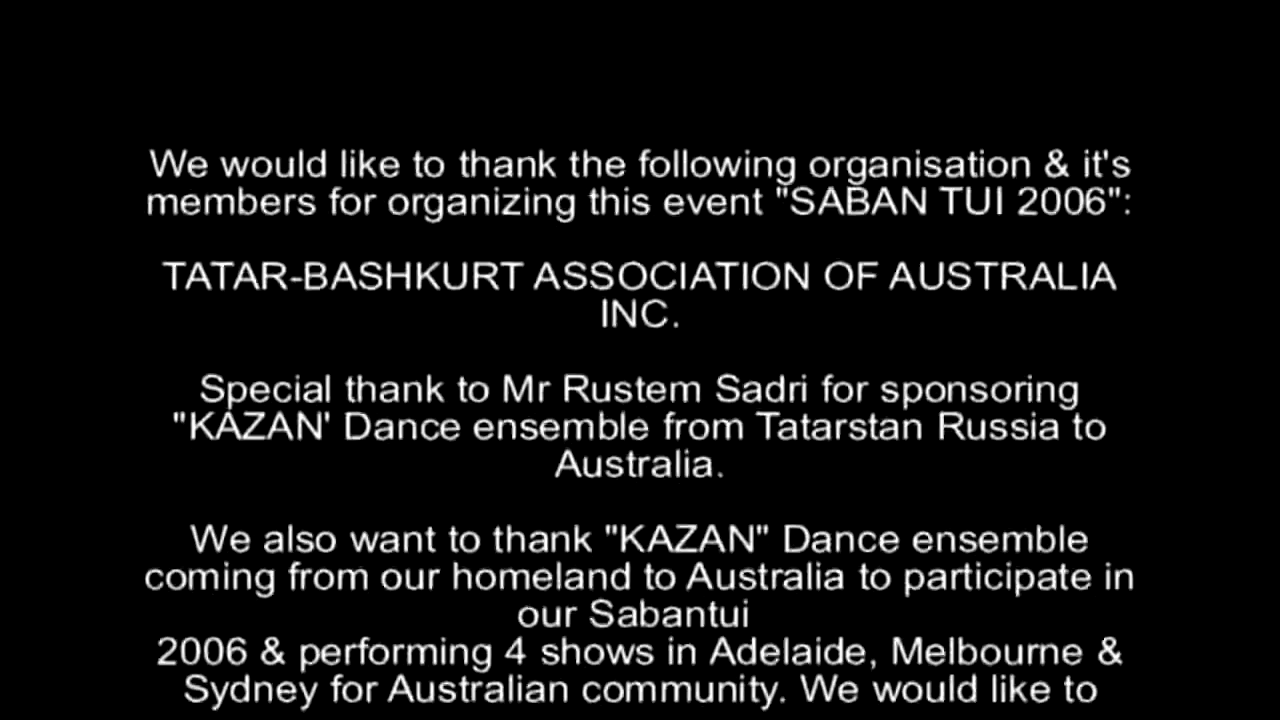 We would like to thank the following organisation & it's
members for organizing this event "SABAN TUI 2006":
TATAR-BASHKURT ASSOCIATION OF AUSTRALIA
INC.
Special thank to Mr Rustem Sadri for sponsoring
"KAZAN' Dance ensemble from Tatarstan Russia to
Australia.
We also want to thank "KAZAN" Dance ensemble
coming from our homeland to Australia to participate in
our Sabantui
2006 & performing 4 shows in Adelaide, Melbourne &
Sydney for Australian community. We would like to